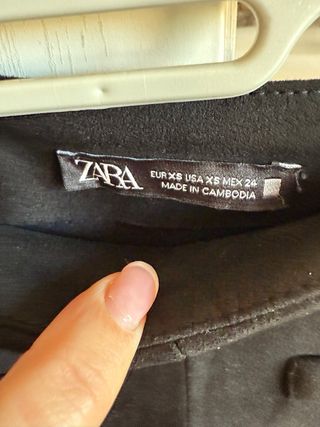 ZARA
EUR XS USA XS MEX 24
MADE IN CAMBODIA